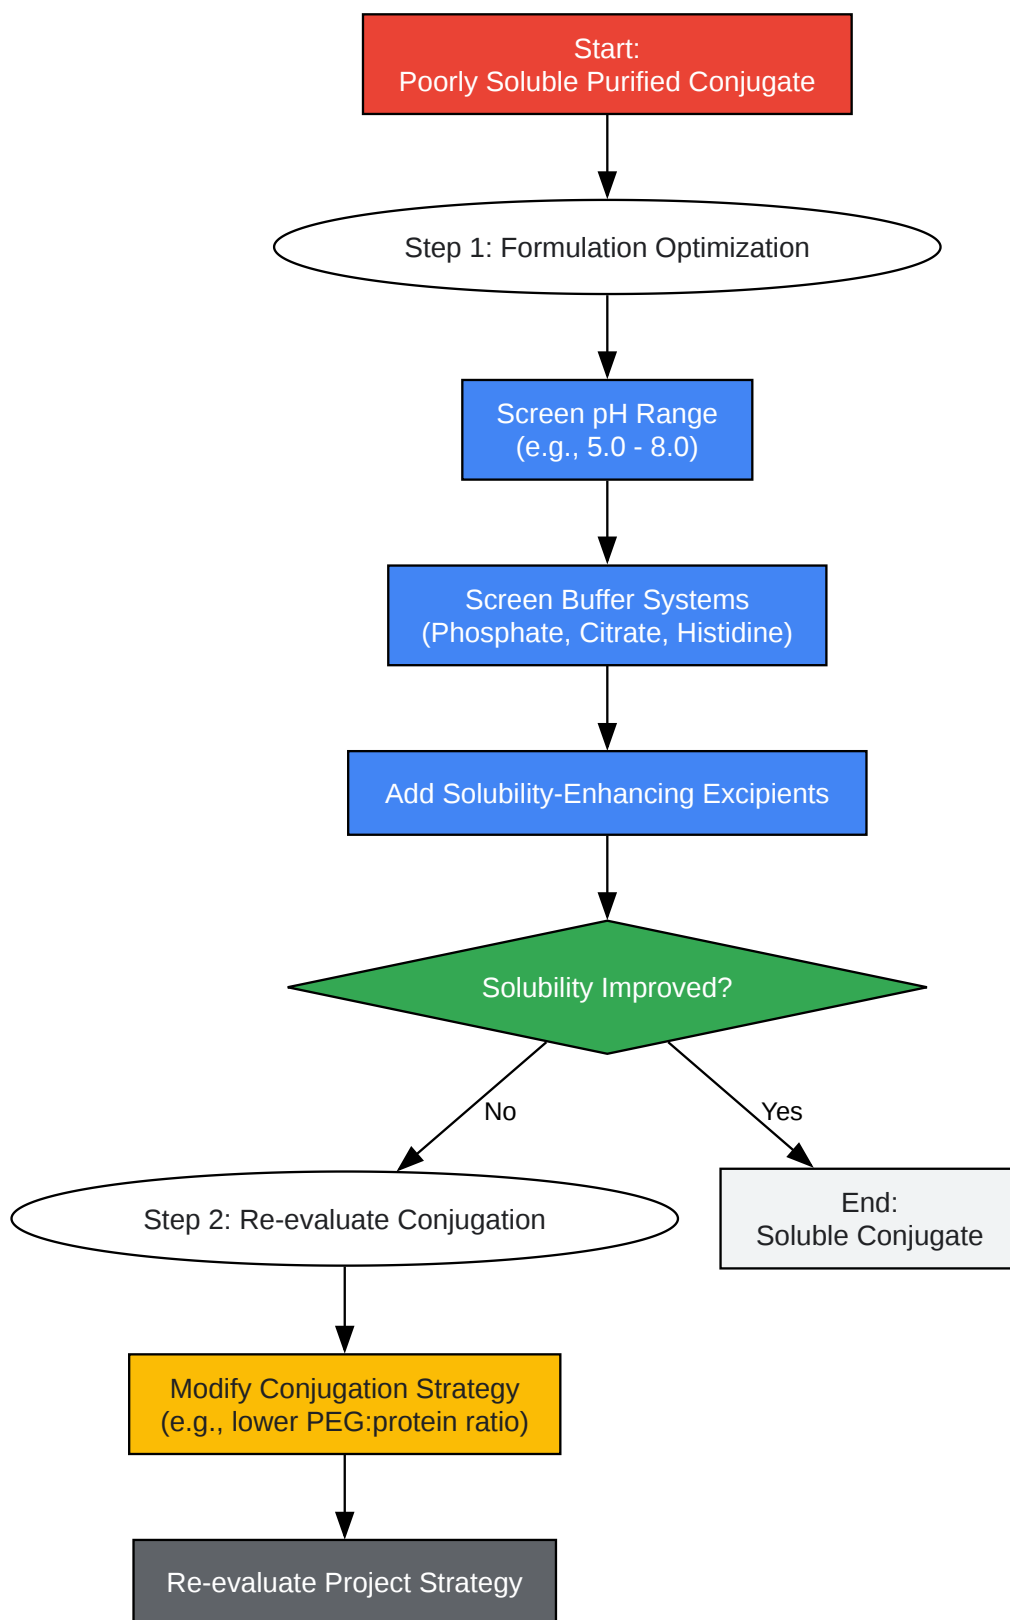 Start:
Poorly Soluble Purified Conjugate
Step 1: Formulation Optimization
Screen pH Range
(e.g., 5.0 - 8.0)
Screen Buffer Systems
(Phosphate, Citrate, Histidine)
Add Solubility-Enhancing Excipients
Solubility Improved?
No
Yes
Step 2: Re-evaluate Conjugation
End:
Soluble Conjugate
Modify Conjugation Strategy
(e.g., lower PEG:protein ratio)
Re-evaluate Project Strategy